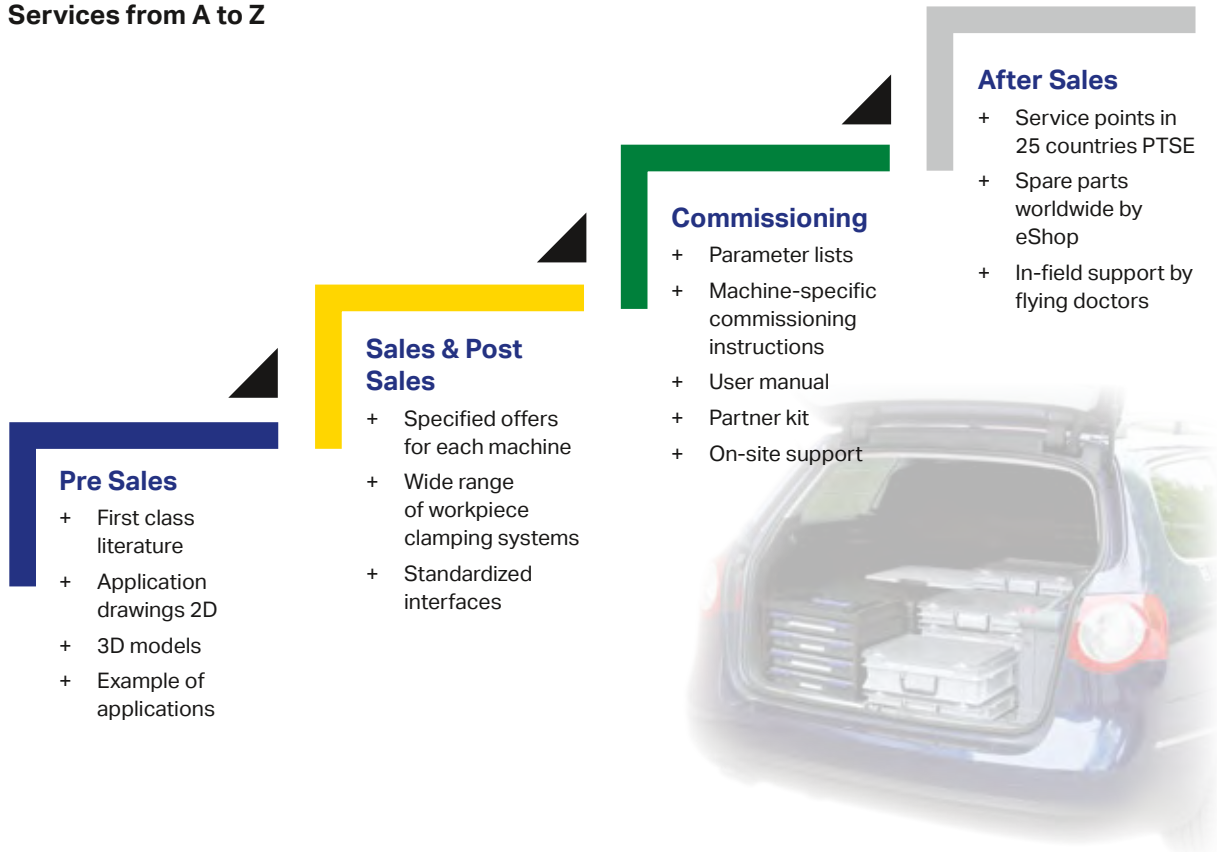 Services from A to Z
Pre Sales
+ First class
literature
+ Application
drawings 2D
+ 3D models
+ Example of
applications
Sales & Post
Sales
+ Specified offers
for each machine
+ Wide range
of workpiece
clamping systems
+ Standardized
interfaces
Commissioning
+ Parameter lists
+ Machine-specific
commissioning
instructions
+ User manual
+ Partner kit
+ On-site support
After Sales
+ Service points in
25 countries PTSE
+ Spare parts
worldwide by
eShop
+ In-field support by
flying doctors